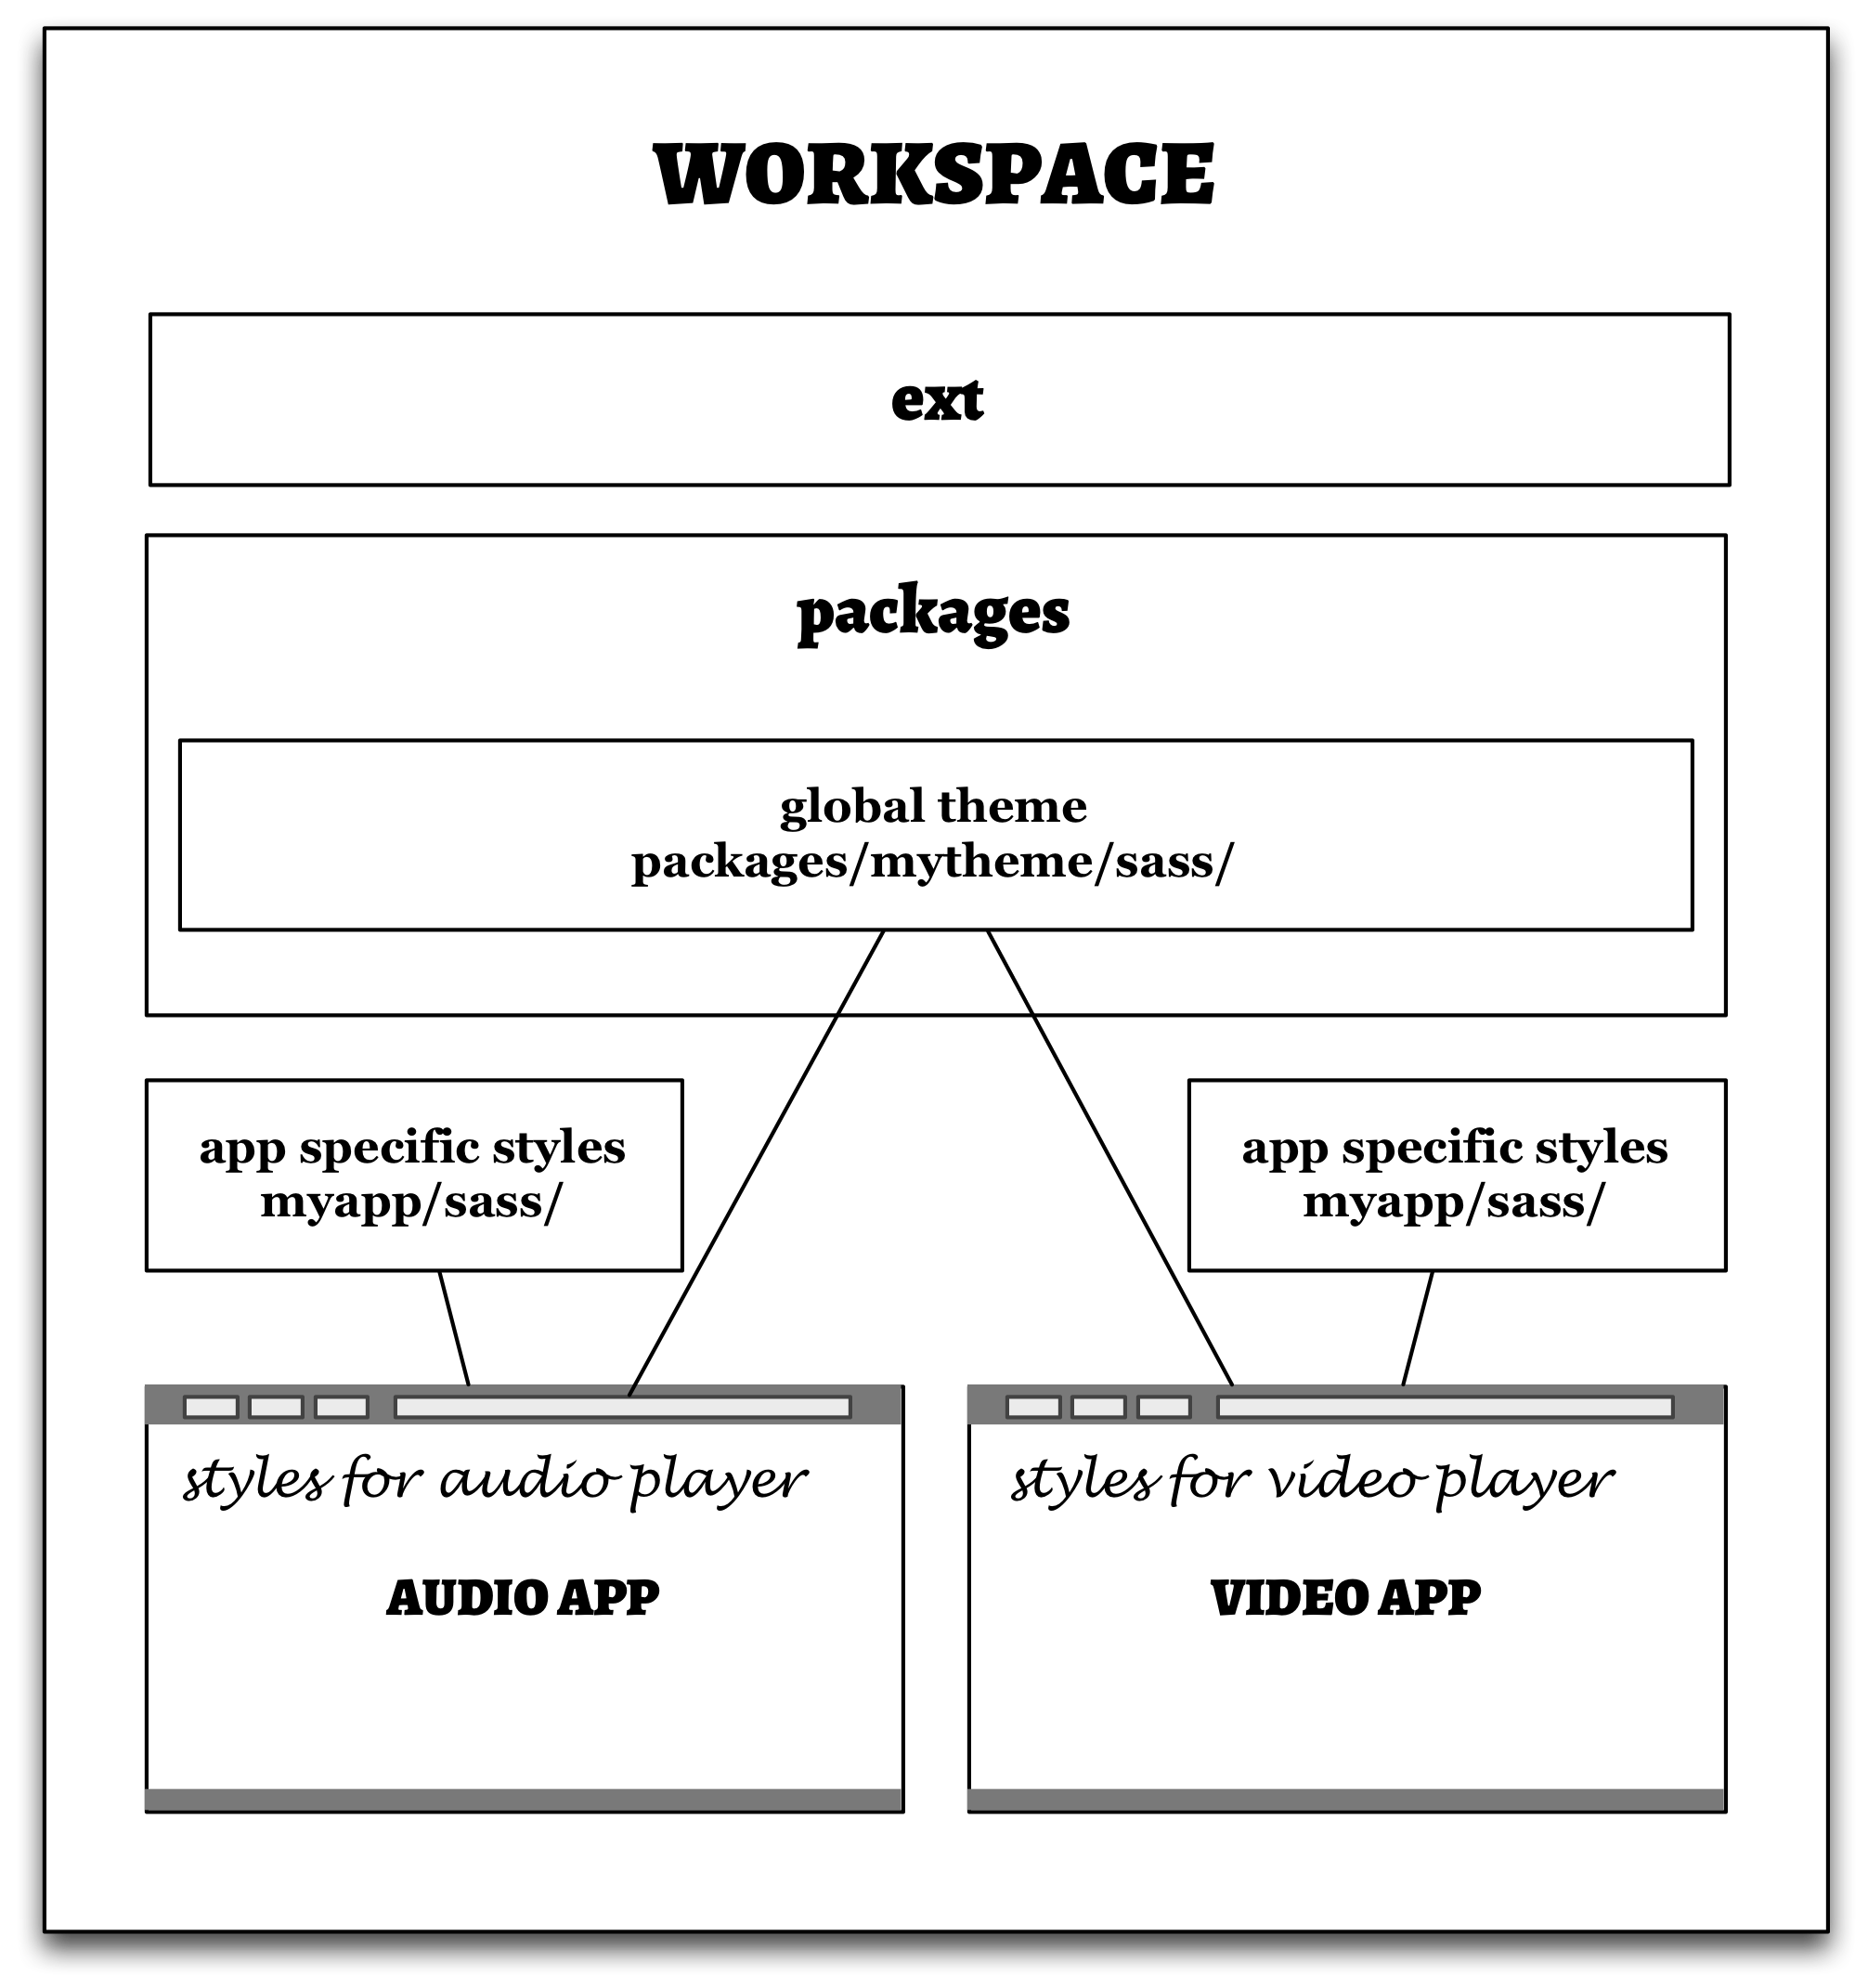 WORKSPACE
ext
packages
global theme
packages/mytheme/sass/
app specific styles
myapp/sass/
app specific styles
myapp/sass/
styles for audio player
AUDIO APP
styles for video player
VIDEO APP